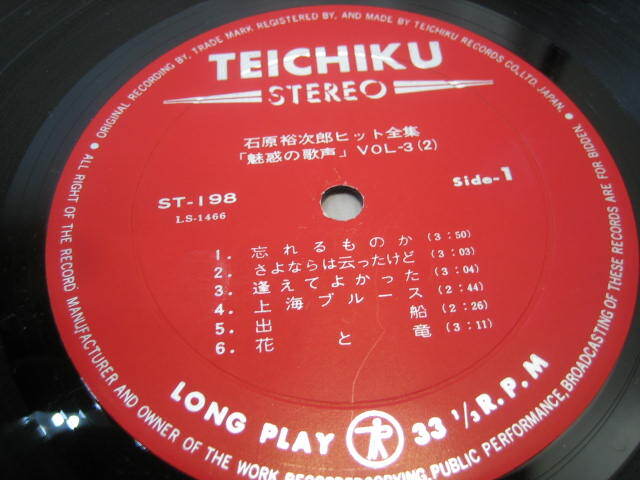 ORIGINAL RECORDING BY, TRADE MARK REGISTERED BY, AND MADE BY TEICHIKU RECORDS CO., LTD. JAPAN.
TEICHIKU
STEREO
石原裕次郎ヒット全集
「魅惑の歌声」VOL-3(2)
ST-198
LS-1466
Side-1
1. 忘れるものか (3:50)
2. さよならは云ったけど (3:03)
3. 逢えてよかった (3:04)
4. 上海ブルース (2:44)
5. 出船 (2:26)
6. 花と竜 (3:11)
LONG PLAY 33 1/3 R.P.M
ALL RIGHT OF THE RECORD MANUFACTURER AND OWNER OF THE WORK PUBLIC PERFORMANCE, BROADCASTING OF THESE RECORD ARE FOR BIDDEN.